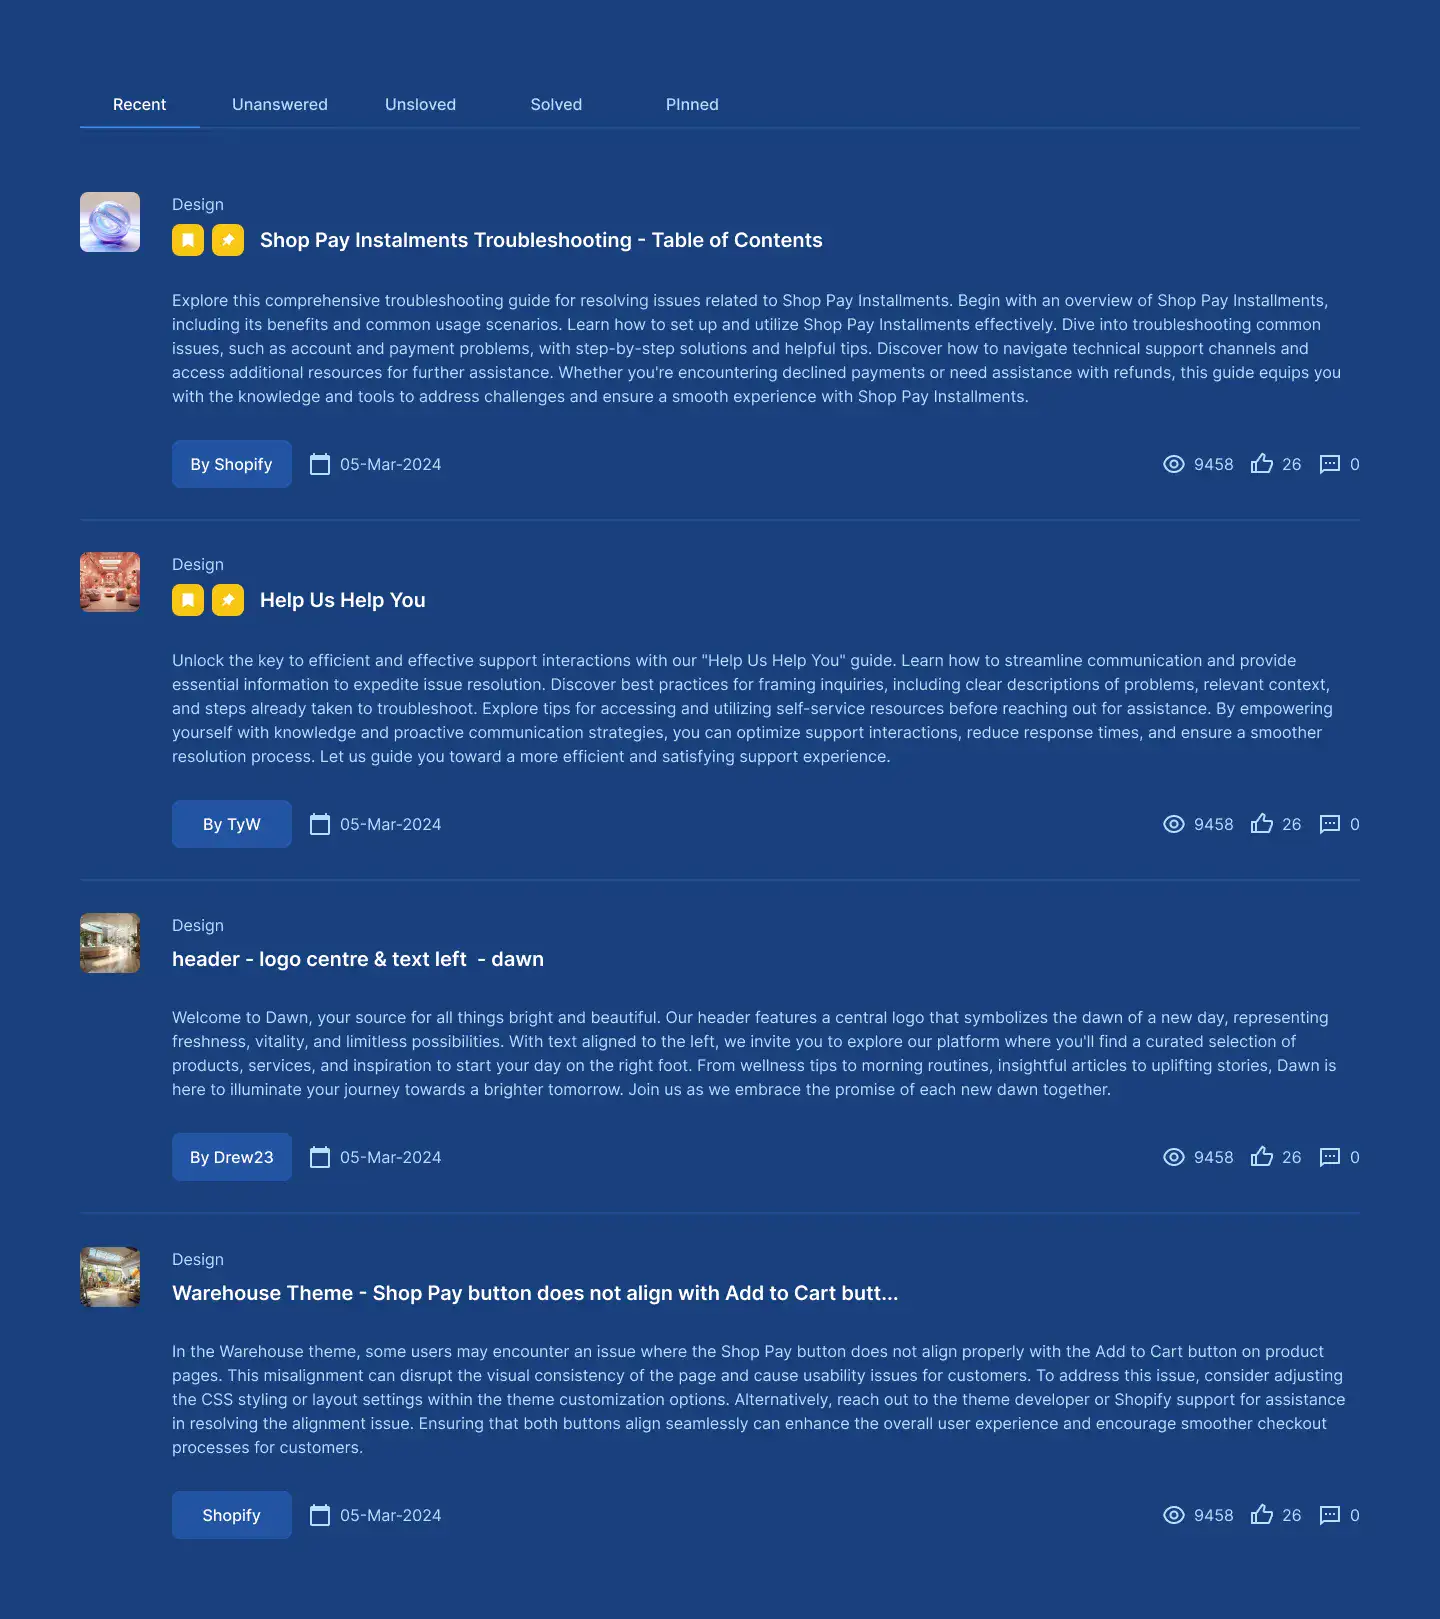 Recent Unanswered Unsloved Solved PInned
Design
Shop Pay Instalments Troubleshooting - Table of Contents
Explore this comprehensive troubleshooting guide for resolving issues related to Shop Pay Installments. Begin with an overview of Shop Pay Installments,
including its benefits and common usage scenarios. Learn how to set up and utilize Shop Pay Installments effectively. Dive into troubleshooting common
issues, such as account and payment problems, with step-by-step solutions and helpful tips. Discover how to navigate technical support channels and
access additional resources for further assistance. Whether you're encountering declined payments or need assistance with refunds, this guide equips you
with the knowledge and tools to address challenges and ensure a smooth experience with Shop Pay Installments.
By Shopify 05-Mar-2024 9458 26 0
Design
Help Us Help You
Unlock the key to efficient and effective support interactions with our "Help Us Help You" guide. Learn how to streamline communication and provide
essential information to expedite issue resolution. Discover best practices for framing inquiries, including clear descriptions of problems, relevant context,
and steps already taken to troubleshoot. Explore tips for accessing and utilizing self-service resources before reaching out for assistance. By empowering
yourself with knowledge and proactive communication strategies, you can optimize support interactions, reduce response times, and ensure a smoother
resolution process. Let us guide you toward a more efficient and satisfying support experience.
By TyW 05-Mar-2024 9458 26 0
Design
header - logo centre & text left  - dawn
Welcome to Dawn, your source for all things bright and beautiful. Our header features a central logo that symbolizes the dawn of a new day, representing
freshness, vitality, and limitless possibilities. With text aligned to the left, we invite you to explore our platform where you'll find a curated selection of
products, services, and inspiration to start your day on the right foot. From wellness tips to morning routines, insightful articles to uplifting stories, Dawn is
here to illuminate your journey towards a brighter tomorrow. Join us as we embrace the promise of each new dawn together.
By Drew23 05-Mar-2024 9458 26 0
Design
Warehouse Theme - Shop Pay button does not align with Add to Cart butt...
In the Warehouse theme, some users may encounter an issue where the Shop Pay button does not align properly with the Add to Cart button on product
pages. This misalignment can disrupt the visual consistency of the page and cause usability issues for customers. To address this issue, consider adjusting
the CSS styling or layout settings within the theme customization options. Alternatively, reach out to the theme developer or Shopify support for assistance
in resolving the alignment issue. Ensuring that both buttons align seamlessly can enhance the overall user experience and encourage smoother checkout
processes for customers.
Shopify 05-Mar-2024 9458 26 0